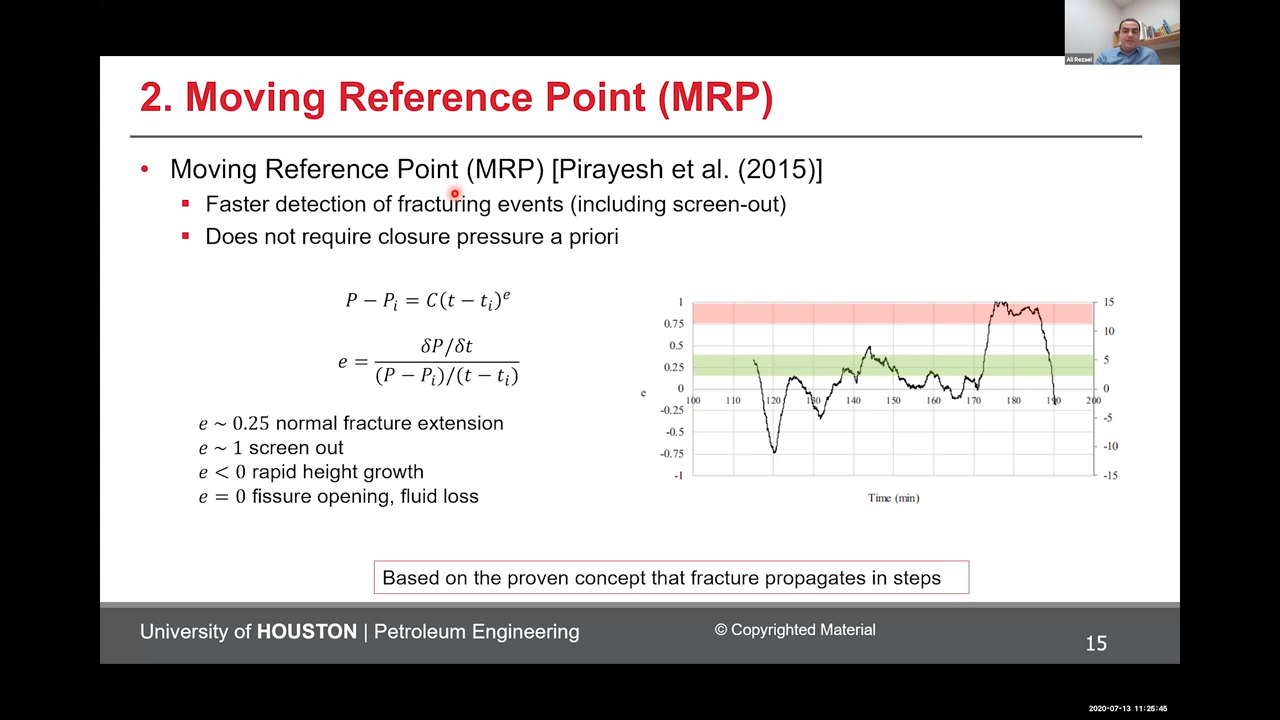 Ali Rezaei
2. Moving Reference Point (MRP)
• Moving Reference Point (MRP) [Pirayesh et al. (2015)]
▪ Faster detection of fracturing events (including screen-out)
▪ Does not require closure pressure a priori
P − P_i = C(t − t_i)^e
e = (δP/δt) / ((P − P_i)/(t − t_i))
e ~ 0.25 normal fracture extension
e ~ 1 screen out
e < 0 rapid height growth
e = 0 fissure opening, fluid loss
1 15
0.75 10
0.5
0.25 5
0 0
e
100 110 120 130 140 150 160 170 180 190 200
-0.25 -5
-0.5
-0.75 -10
-1 -15
Time (min)
Based on the proven concept that fracture propagates in steps
University of HOUSTON | Petroleum Engineering
© Copyrighted Material
15
2020-07-13 11:25:45